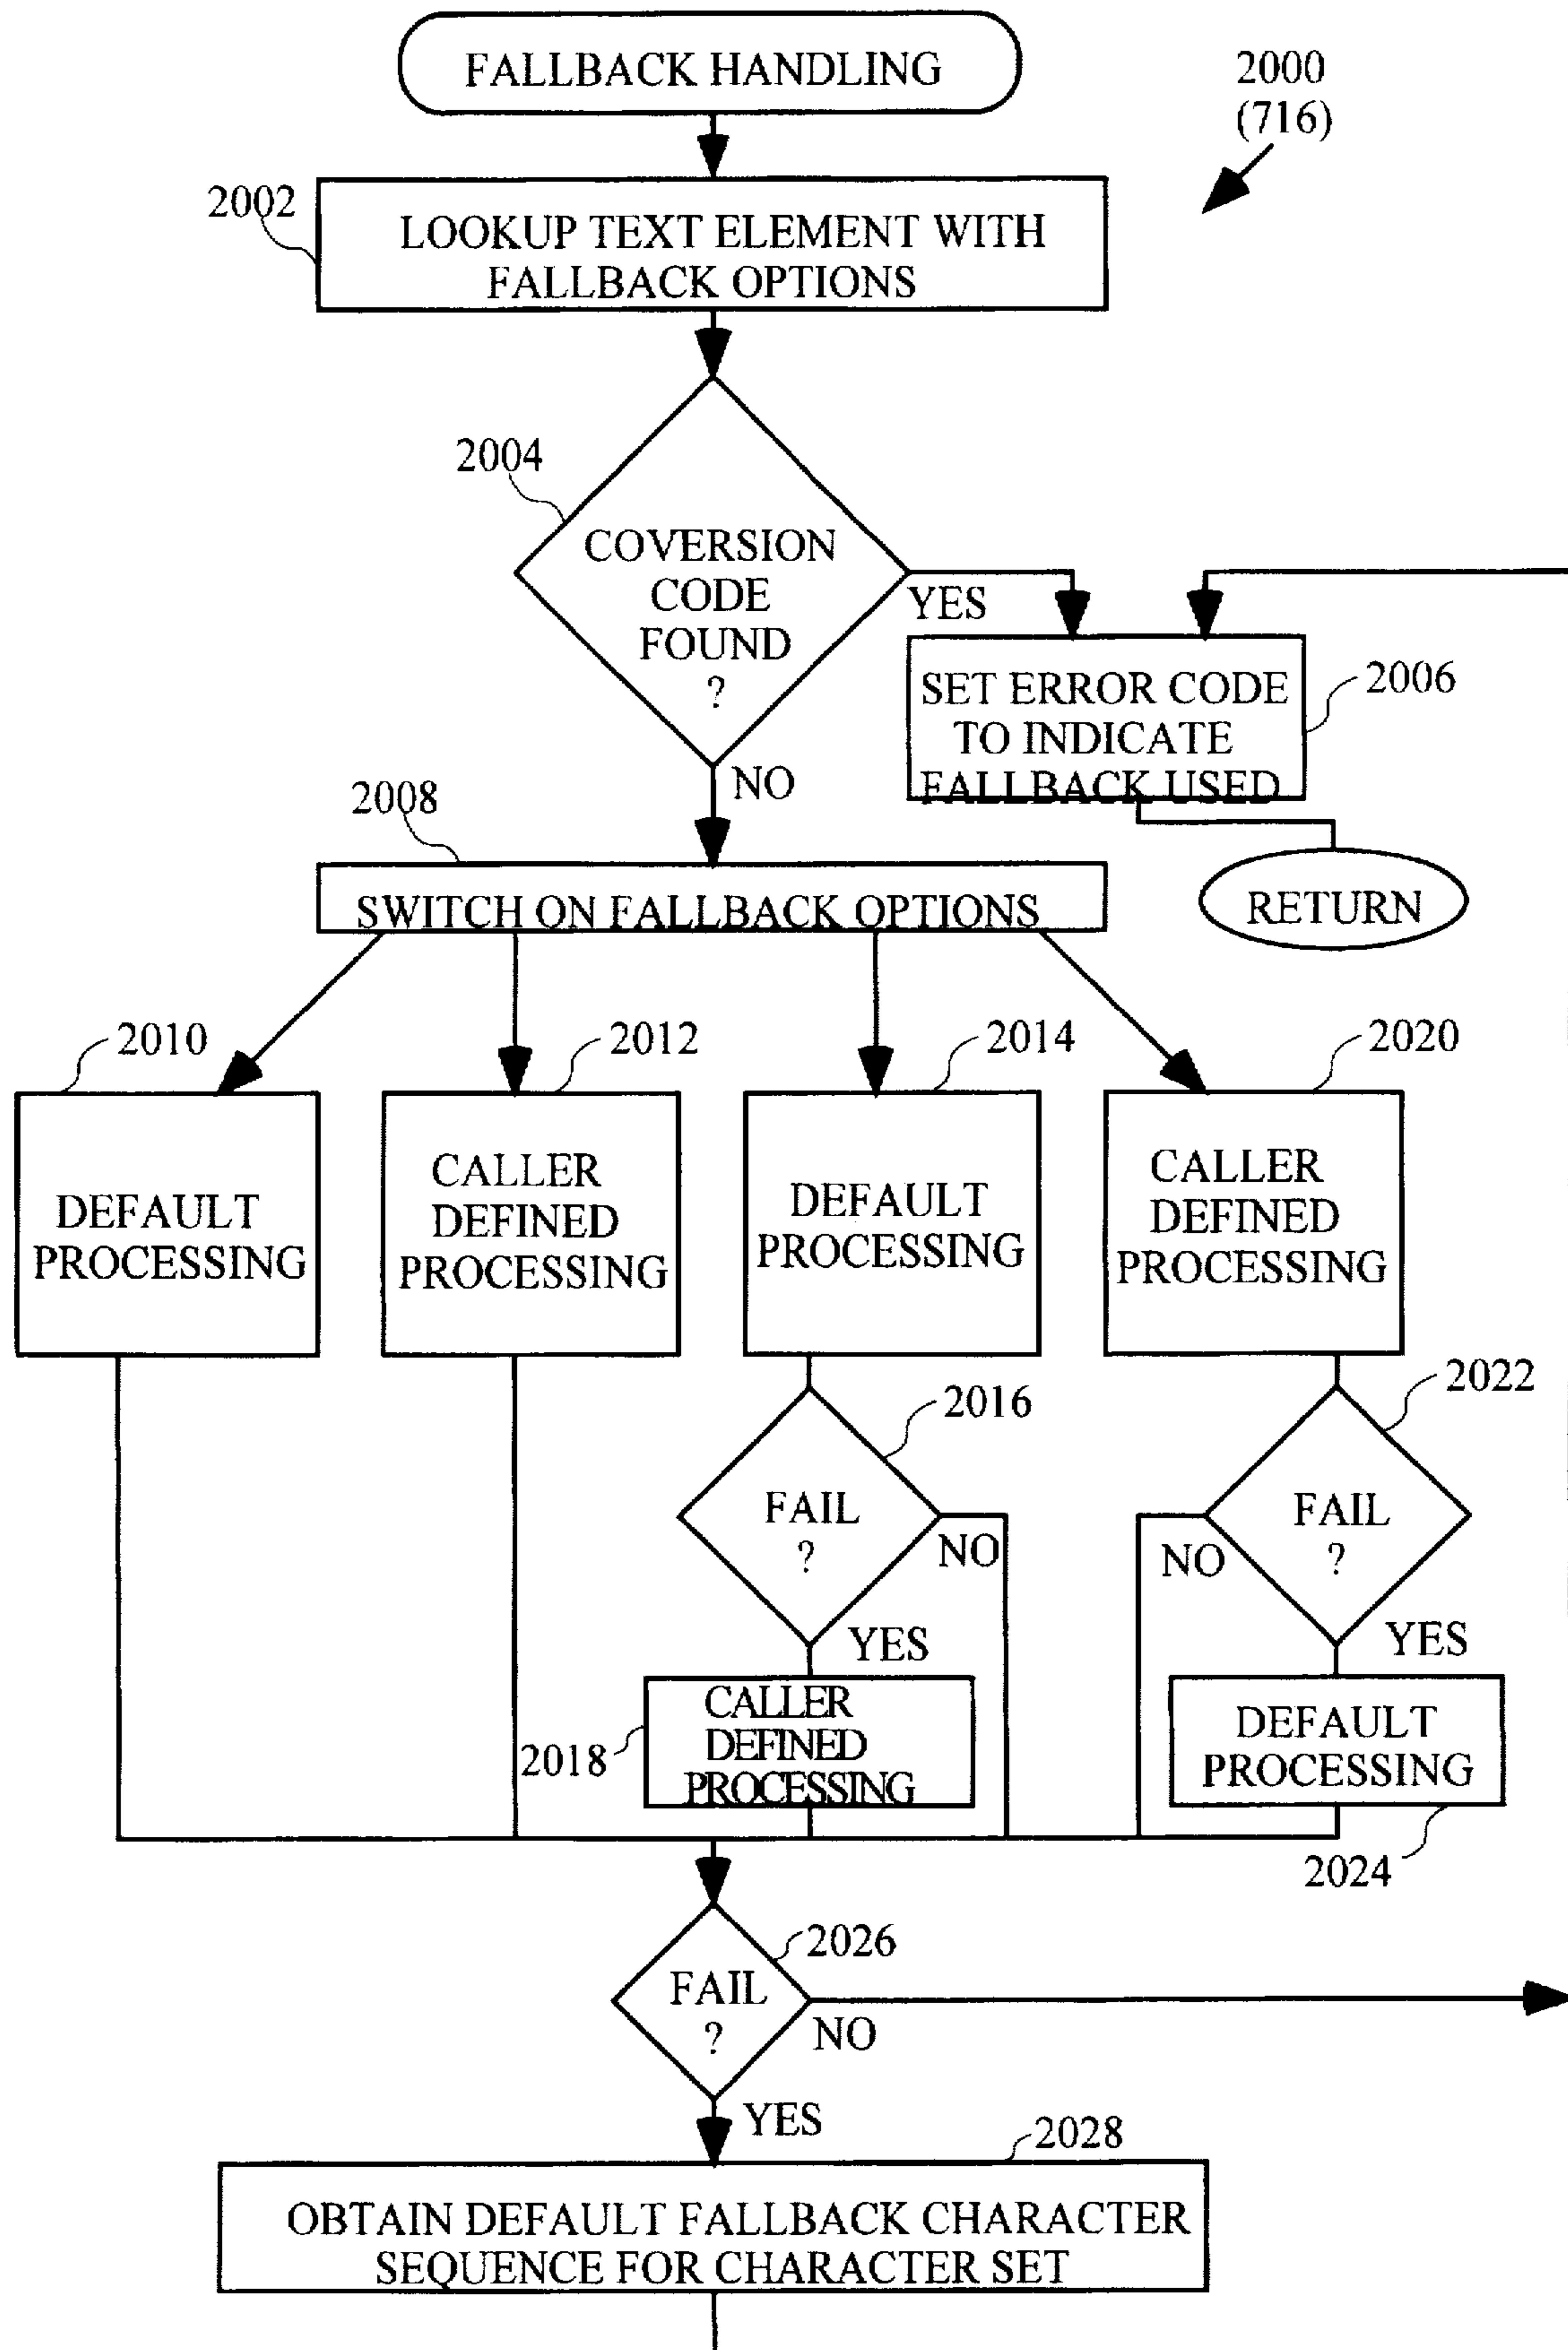 FALLBACK HANDLING
2000
(716)
2002
LOOKUP TEXT ELEMENT WITH
FALLBACK OPTIONS
2004
COVERSION
CODE
FOUND
?
YES
NO
SET ERROR CODE
TO INDICATE
FALLBACK USED
2006
RETURN
2008
SWITCH ON FALLBACK OPTIONS
2010
DEFAULT
PROCESSING
2012
CALLER
DEFINED
PROCESSING
2014
DEFAULT
PROCESSING
2020
CALLER
DEFINED
PROCESSING
2016
FAIL
?
NO
YES
2022
FAIL
?
NO
YES
2018
CALLER
DEFINED
PROCESSING
DEFAULT
PROCESSING
2024
2026
FAIL
?
NO
YES
2028
OBTAIN DEFAULT FALLBACK CHARACTER
SEQUENCE FOR CHARACTER SET